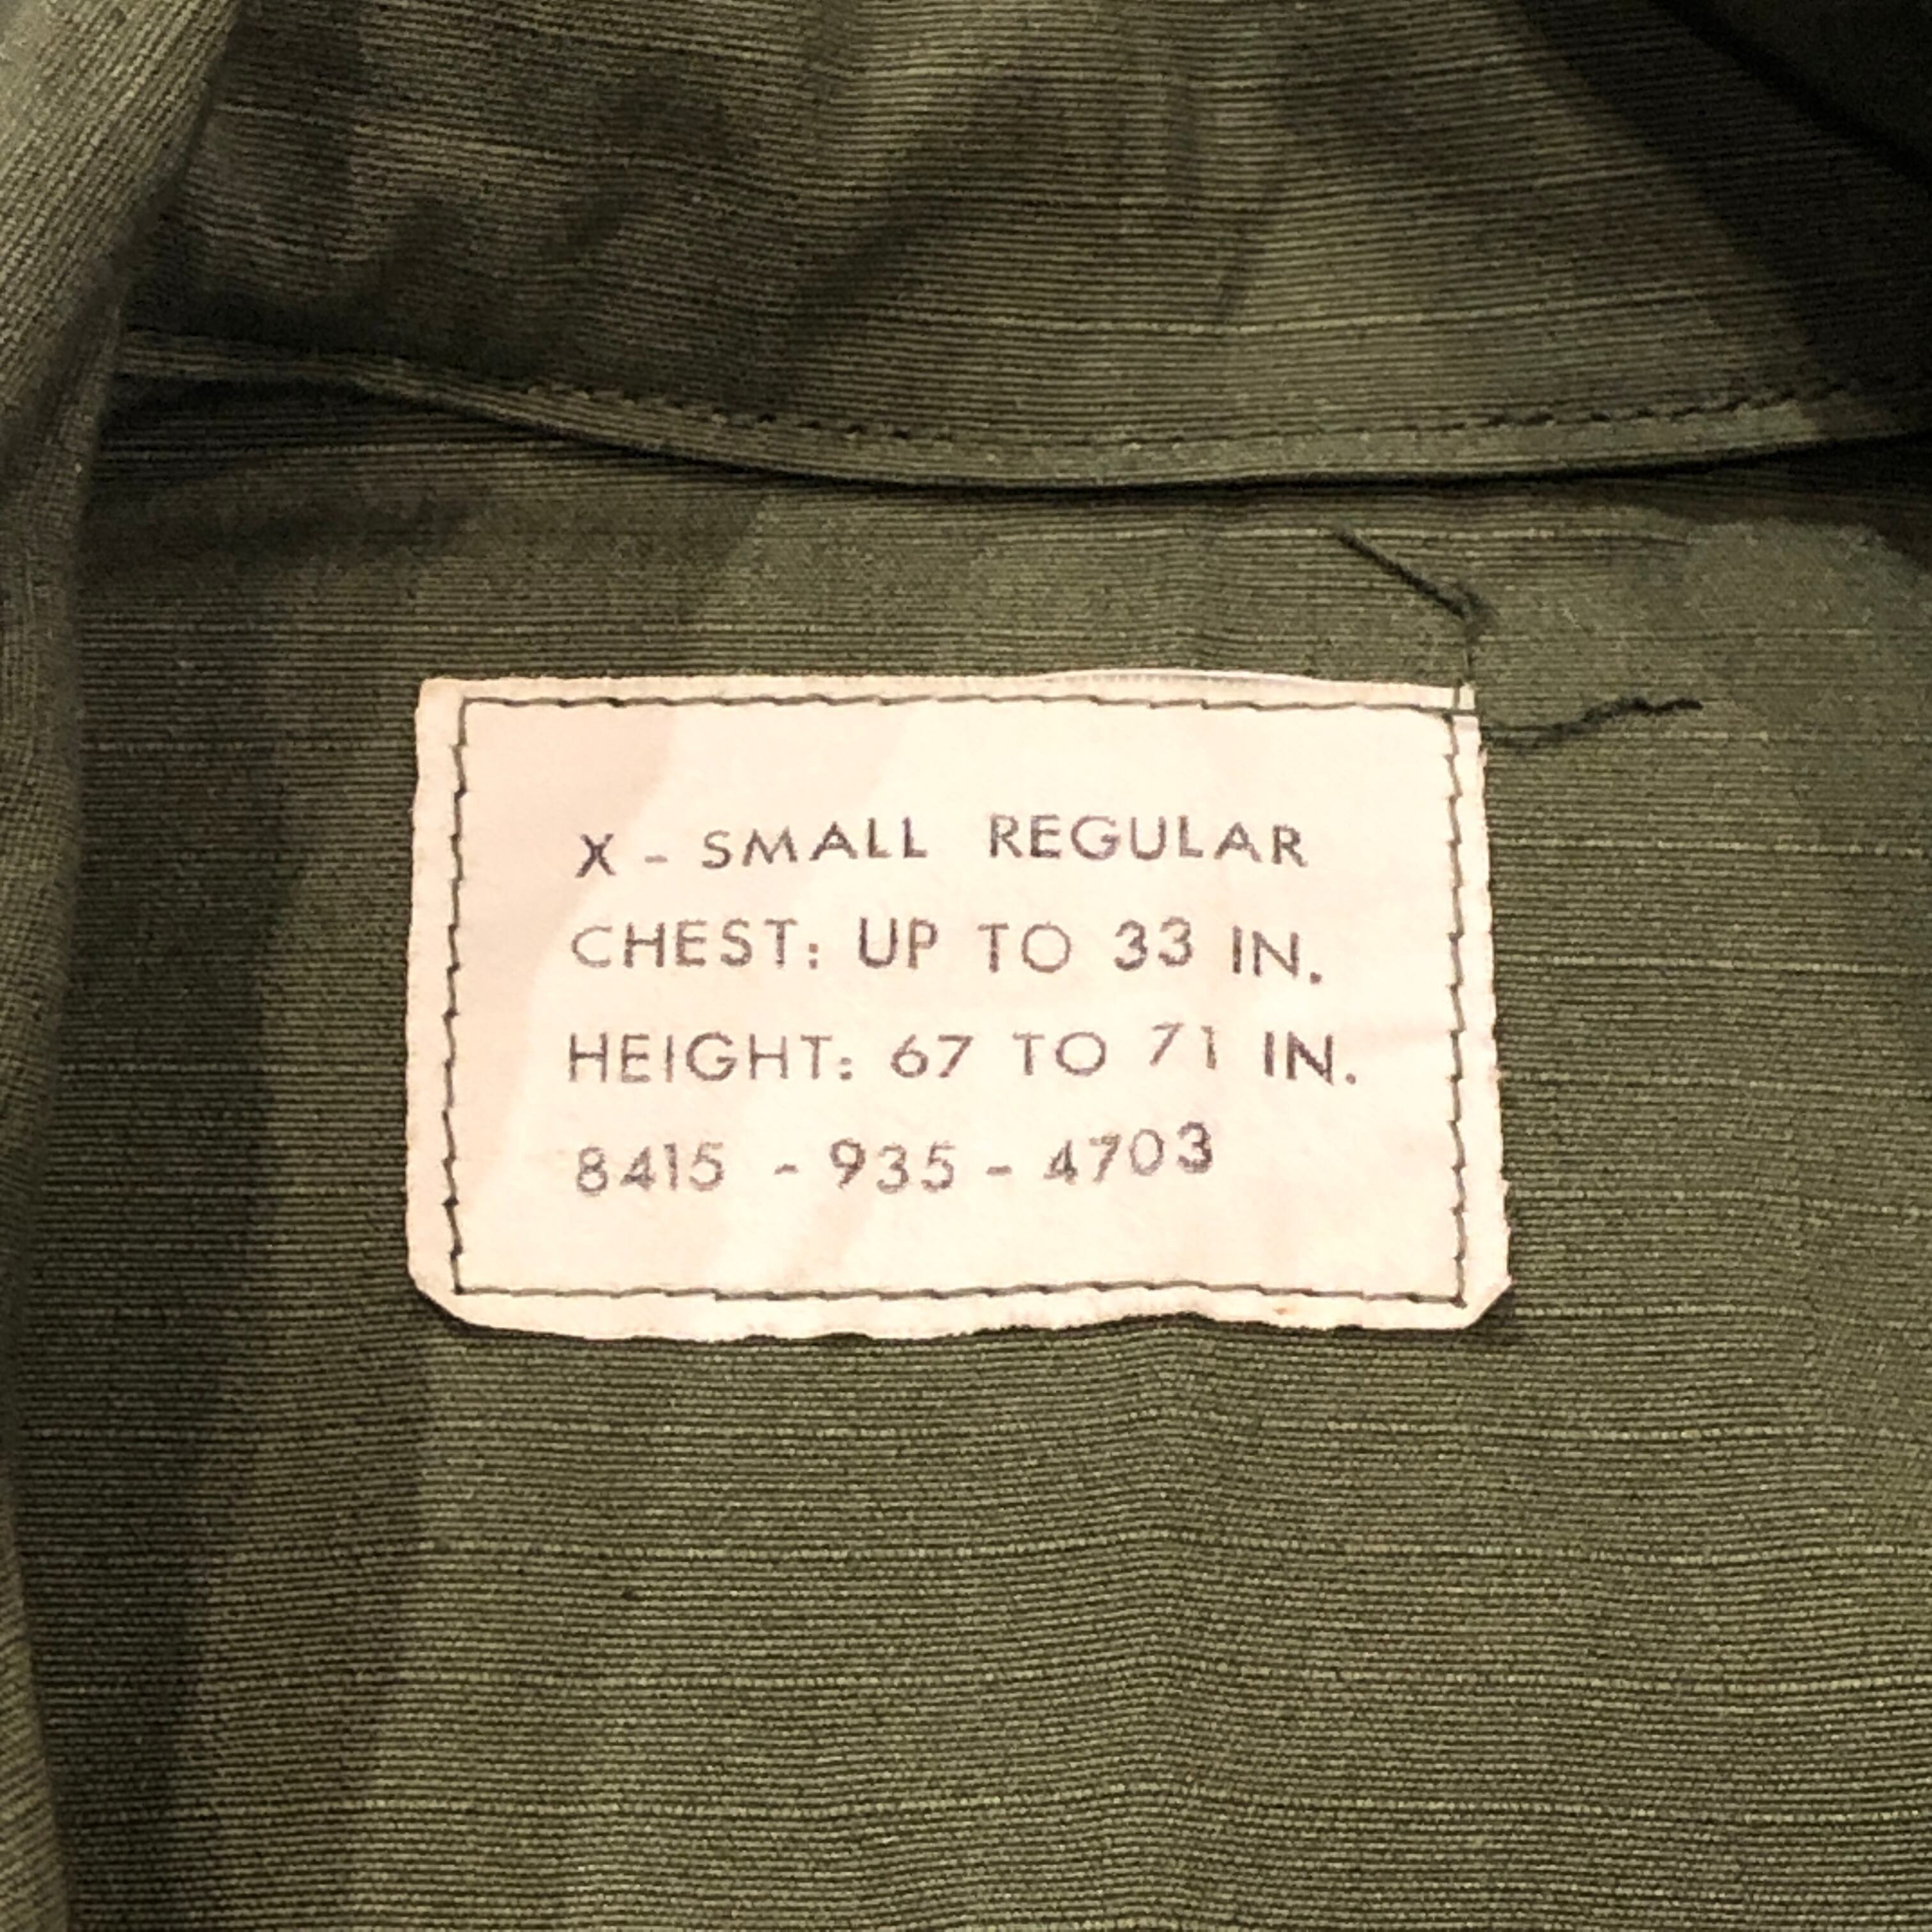 X - SMALL REGULAR
CHEST: UP TO 33 IN.
HEIGHT: 67 TO 71 IN.
8415 - 935 - 4703